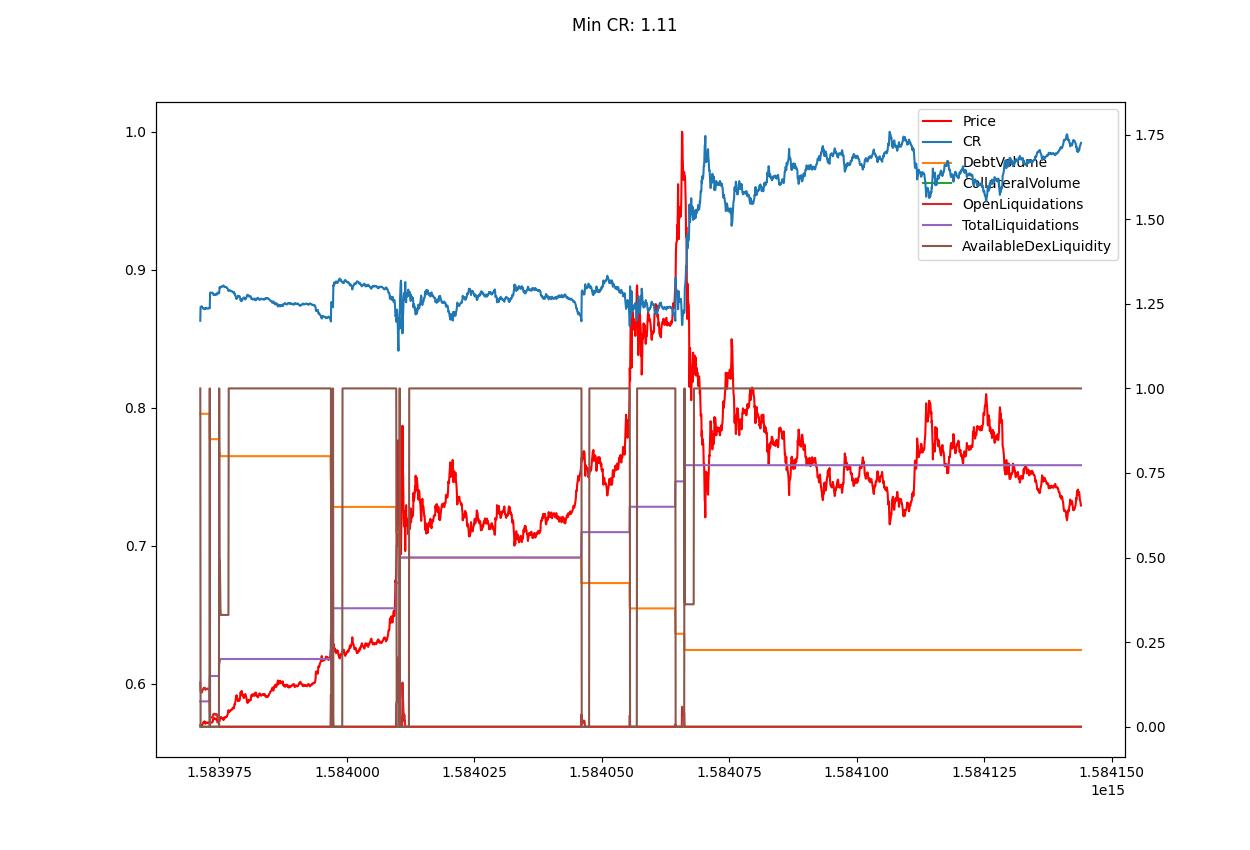 Min CR: 1.11
1.0
0.9
0.8
0.7
0.6
1.75
1.50
1.25
1.00
0.75
0.50
0.25
0.00
Price
CR
DebtVolume
CollateralVolume
OpenLiquidations
TotalLiquidations
AvailableDexLiquidity
1.583975 1.584000 1.584025 1.584050 1.584075 1.584100 1.584125 1.584150
1e15